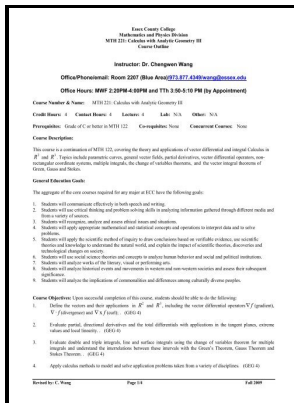 Essex County College
Mathematics and Physics Division
MTH 221: Calculus with Analytic Geometry III
Course Outline
Instructor: Dr. Chengwen Wang
Office/Phone/email: Room 2207 (Blue Area)/973.877.4349/wang@essex.edu
Office Hours: MWF 2:20PM-4:00PM and TTh 3:50-5:10 PM (by Appointment)
Course Number & Name: MTH 221: Calculus with Analytic Geometry III
Credit Hours: 4 Contact Hours: 4 Lecture: 4 Lab: N/A Other: N/A
Prerequisites: Grade of C or better in MTH 122 Co-requisites: None Concurrent Courses: None
Course Description:
This course is a continuation of MTH 122, covering the theory and applications of vector differential and integral Calculus in
R² and R³. Topics include parametric curves, general vector fields, partial derivatives, vector differential operators, non-
rectangular coordinate systems, multiple integrals, the change of variables theorems, and the vector integral theorems of
Green, Gauss and Stokes.
General Education Goals:
The aggregate of the core courses required for any major at ECC have the following goals:
1. Students will communicate effectively in both speech and writing.
2. Students will use critical thinking and problem-solving skills in analyzing information gathered through different media and
from a variety of sources.
3. Students will recognize, analyze and assess ethical issues and situations.
4. Students will apply appropriate mathematical and statistical concepts and operations to interpret data and to solve
problems.
5. Students will apply the scientific method of inquiry to draw conclusions based on verifiable evidence, use scientific
theories and knowledge to understand the natural world, and explain the impact of scientific theories, discoveries and
technological changes on society.
6. Students will use social science theories and concepts to analyze human behavior and social and political institutions.
7. Students will analyze works of the literary, visual or performing arts.
8. Students will analyze historical events and movements in western and non-western societies and assess their subsequent
significance.
9. Students will analyze the implications of commonalities and differences among culturally diverse peoples.
Course Objectives: Upon successful completion of this course, students should be able to do the following:
1. Define the vectors and their applications in R² and R³, including the vector differential operators ∇f (gradient),
∇ · f (divergence) and ∇ x f (curl). . (GEG 4)
2. Evaluate partial, directional derivatives and the total differentials with applications in the tangent planes, extreme
values and local linearity. . (GEG 4)
3. Evaluate double and triple integrals, line and surface integrals using the change of variable theorem for multiple
integrals and understand the interrelations between these intervals with the Green's Theorem, Gauss Theorem and
Stokes Theorem. . (GEG 4)
4. Apply calculus methods to model and solve application problems taken from a variety of disciplines (GEG 4)
Revised by: C. Wang Page 1/4 Fall 2009